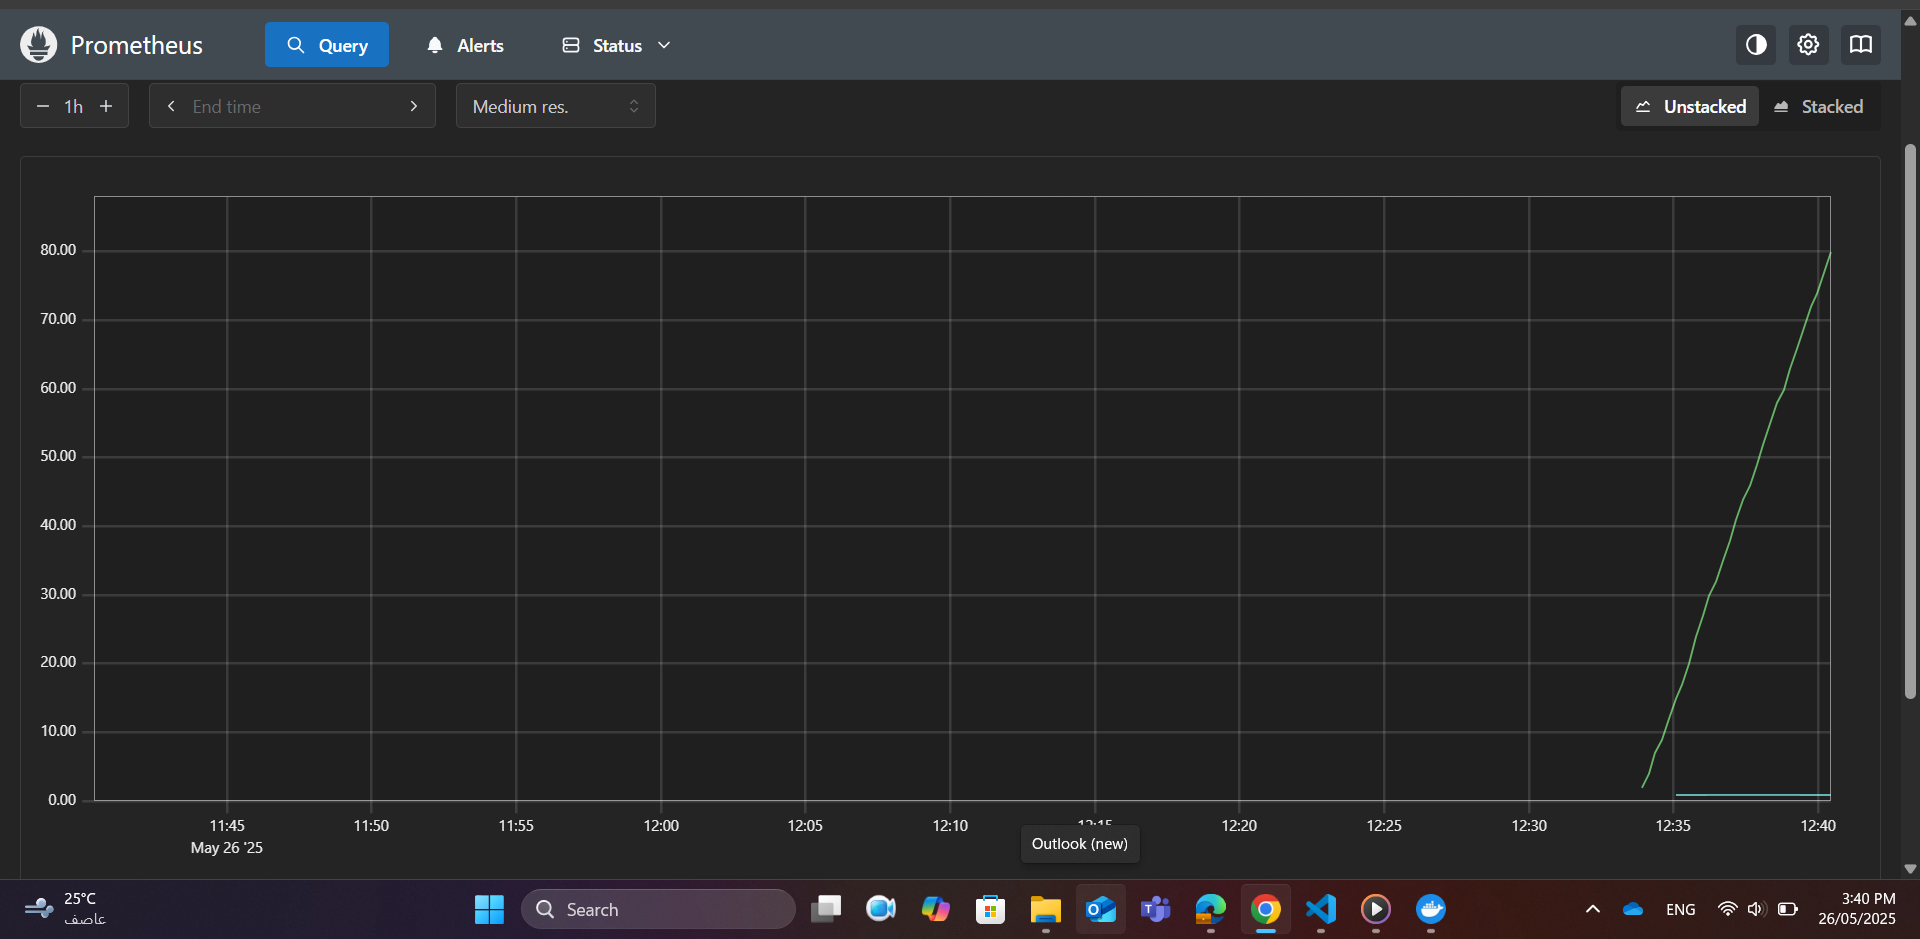 Prometheus
Query
Alerts
Status
1h
End time
Medium res.
Unstacked
Stacked
80.00
70.00
60.00
50.00
40.00
30.00
20.00
10.00
0.00
11:45 11:50 11:55 12:00 12:05 12:10 12:15 12:20 12:25 12:30 12:35 12:40
May 26 '25
Outlook (new)
25°C
عاصف
Search
ENG
3:40 PM
26/05/2025